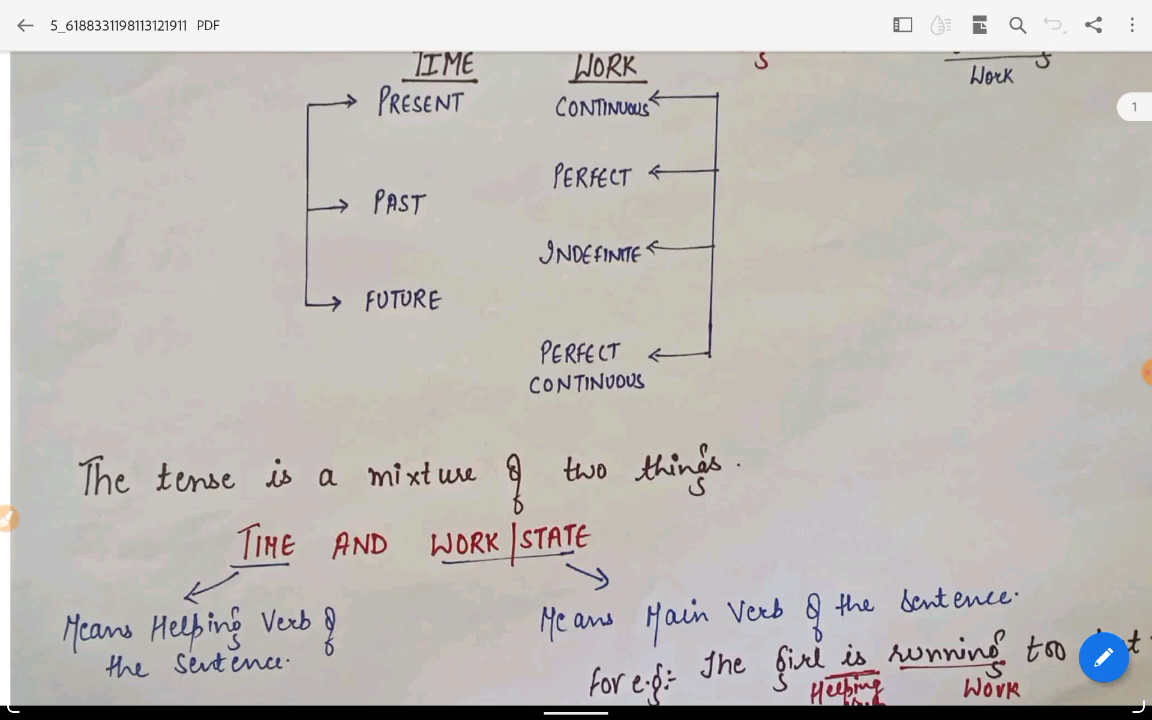 5_6188331198113121911 PDF
TIME WORK
Work
PRESENT CONTINUOUS
1
PERFECT
PAST
INDEFINITE
FUTURE
PERFECT
CONTINUOUS
The tense is a mixture of two things.
TIME AND WORK|STATE
Means Helping Verb of
the Sentence.
Means Main Verb of the Sentence.
for e.g:- The girl is running too
Helping Work